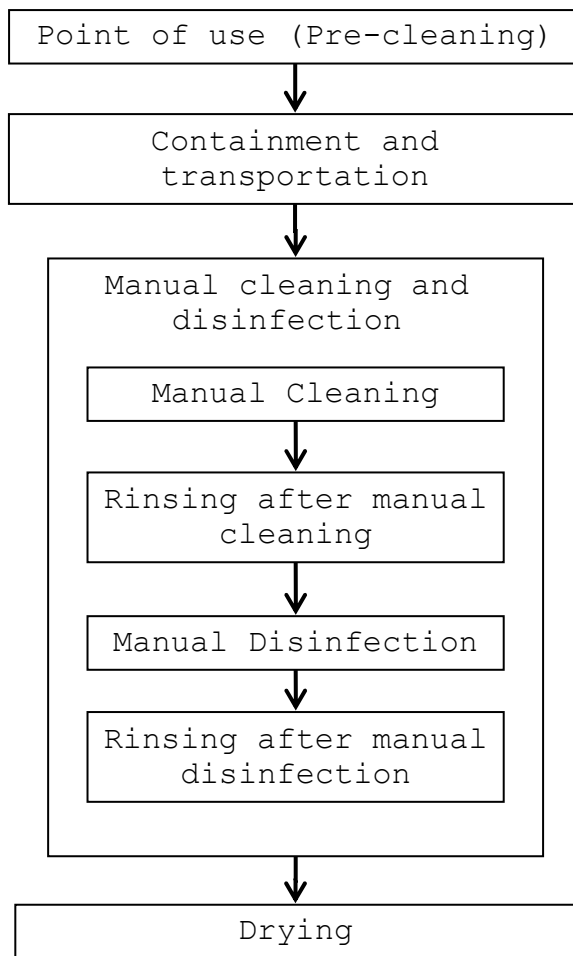 Point of use (Pre-cleaning)
Containment and
transportation
Manual cleaning and
disinfection
Manual Cleaning
Rinsing after manual
cleaning
Manual Disinfection
Rinsing after manual
disinfection
Drying